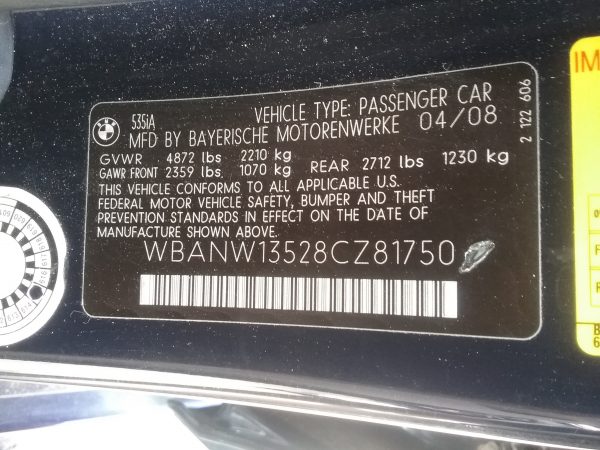 535iA VEHICLE TYPE: PASSENGER CAR
MFD BY BAYERISCHE MOTORENWERKE 04/08
GVWR 4872 lbs 2210 kg
GAWR FRONT 2359 lbs 1070 kg REAR 2712 lbs 1230 kg
THIS VEHICLE CONFORMS TO ALL APPLICABLE U.S.
FEDERAL MOTOR VEHICLE SAFETY, BUMPER AND THEFT
PREVENTION STANDARDS IN EFFECT ON THE DATE OF
MANUFACTURE SHOWN ABOVE.
WBANW13528CZ81750
2 122 606
BMW
IM